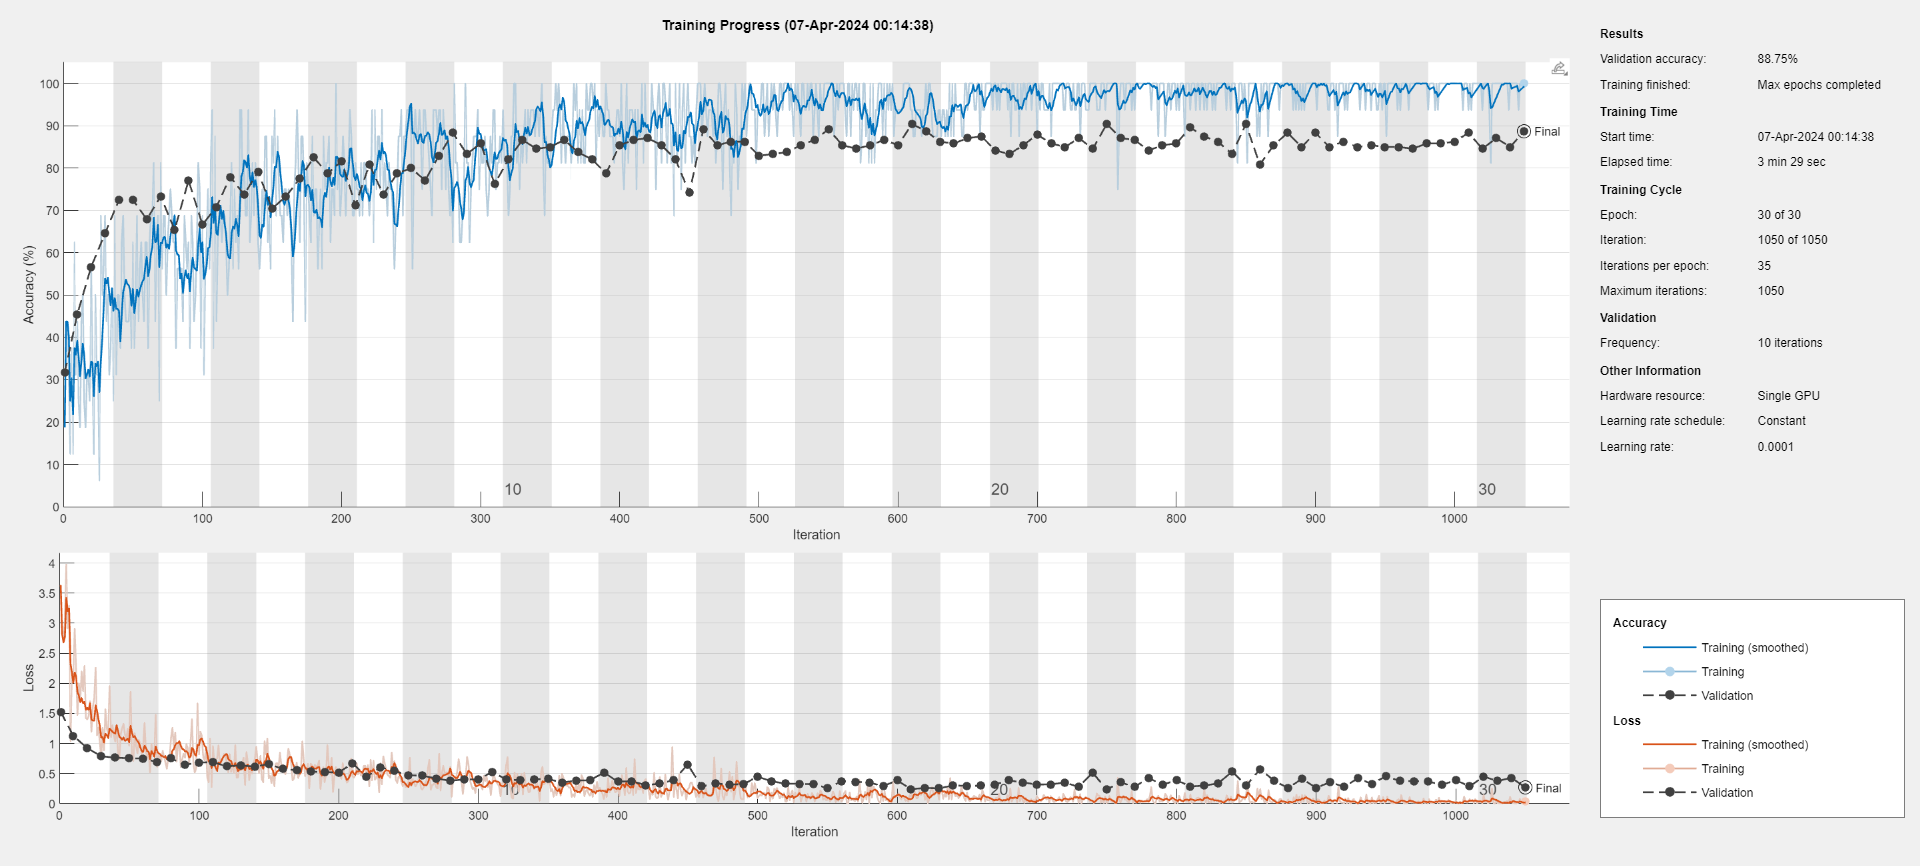 Training Progress (07-Apr-2024 00:14:38)
100
90
80
70
60
50
40
30
20
10
0
Accuracy (%)
10
20
30
Final
0 100 200 300 400 500 600 700 800 900 1000
Iteration
4
3.5
3
2.5
2
1.5
1
0.5
0
Loss
10
20
30
Final
0 100 200 300 400 500 600 700 800 900 1000
Iteration
Results
Validation accuracy: 88.75%
Training finished: Max epochs completed
Training Time
Start time: 07-Apr-2024 00:14:38
Elapsed time: 3 min 29 sec
Training Cycle
Epoch: 30 of 30
Iteration: 1050 of 1050
Iterations per epoch: 35
Maximum iterations: 1050
Validation
Frequency: 10 iterations
Other Information
Hardware resource: Single GPU
Learning rate schedule: Constant
Learning rate: 0.0001
Accuracy
Training (smoothed)
Training
Validation
Loss
Training (smoothed)
Training
Validation